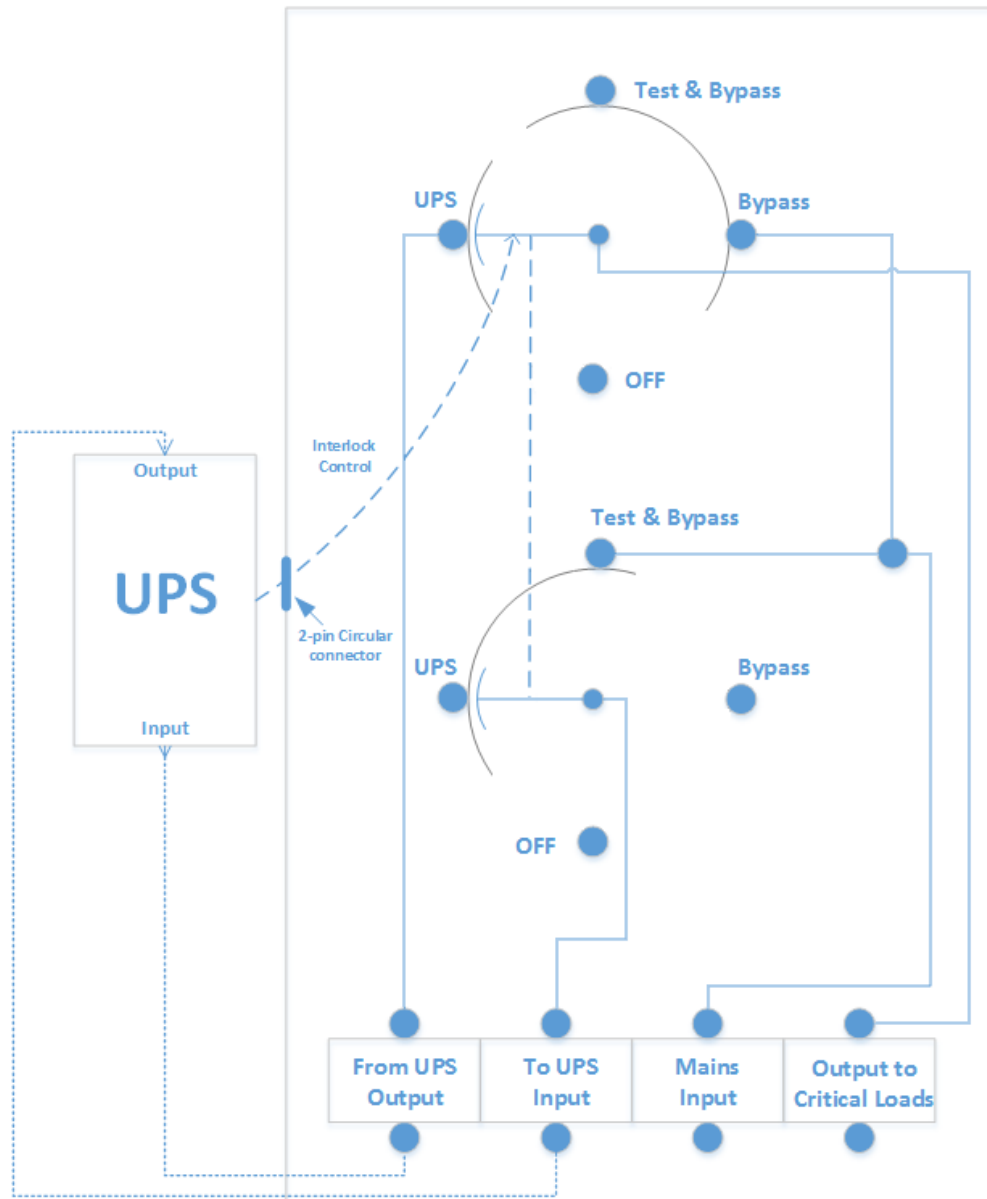 Test & Bypass
UPS
Bypass
OFF
Interlock
Control
Output
UPS
Input
2-pin Circular
connector
Test & Bypass
UPS
Bypass
OFF
From UPS
Output
To UPS
Input
Mains
Input
Output to
Critical Loads